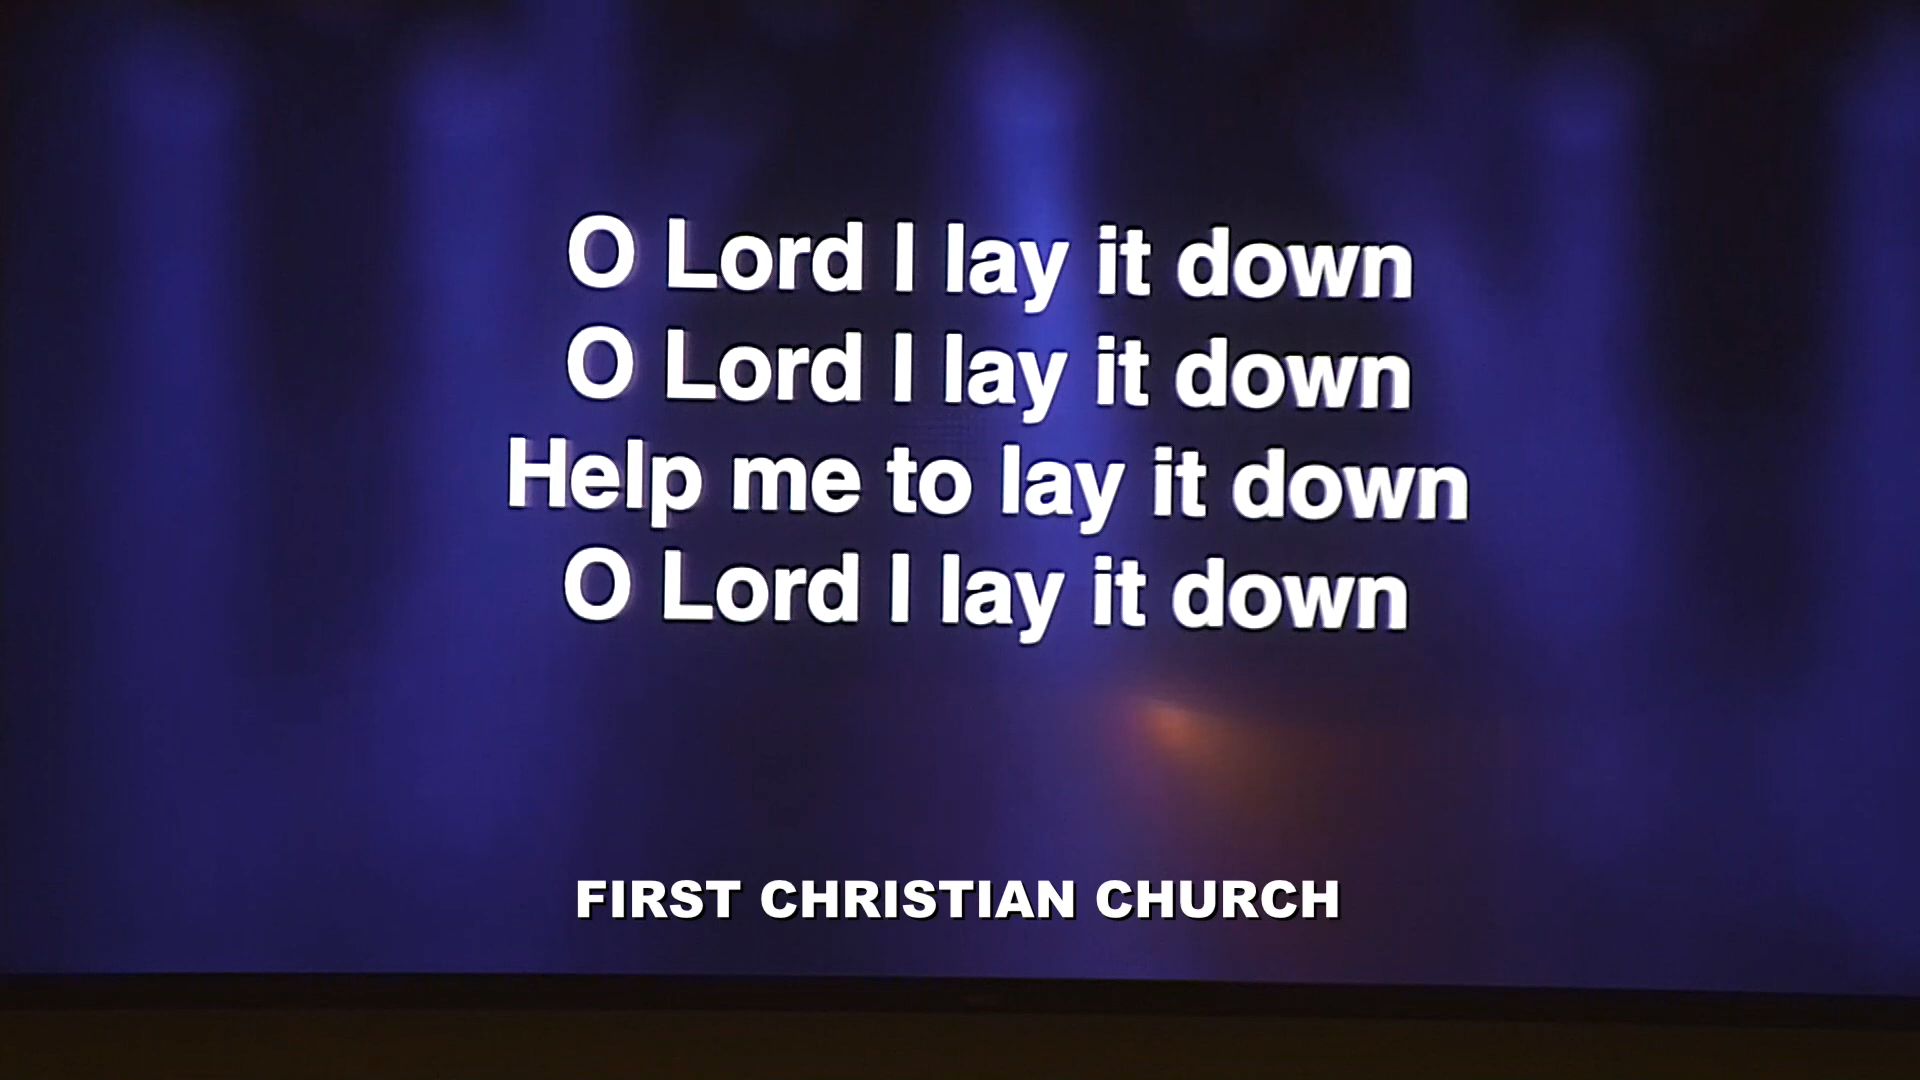 O Lord I lay it down
O Lord I lay it down
Help me to lay it down
O Lord I lay it down
FIRST CHRISTIAN CHURCH